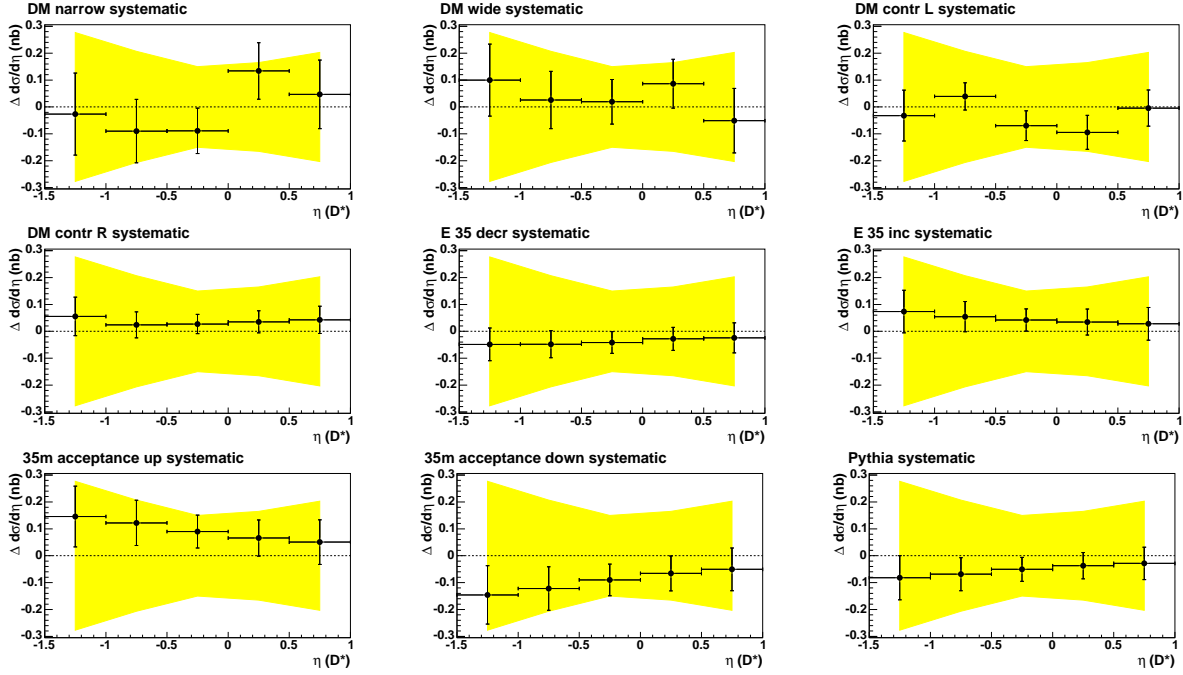 DM narrow systematic
Δ dσ/dη (nb)
0.3
0.2
0.1
0
-0.1
-0.2
-0.3
-1.5 -1 -0.5 0 0.5 1
η (D*)
DM wide systematic
Δ dσ/dη (nb)
0.3
0.2
0.1
0
-0.1
-0.2
-0.3
-1.5 -1 -0.5 0 0.5 1
η (D*)
DM contr L systematic
Δ dσ/dη (nb)
0.3
0.2
0.1
0
-0.1
-0.2
-0.3
-1.5 -1 -0.5 0 0.5 1
η (D*)
DM contr R systematic
Δ dσ/dη (nb)
0.3
0.2
0.1
0
-0.1
-0.2
-0.3
-1.5 -1 -0.5 0 0.5 1
η (D*)
E 35 decr systematic
Δ dσ/dη (nb)
0.3
0.2
0.1
0
-0.1
-0.2
-0.3
-1.5 -1 -0.5 0 0.5 1
η (D*)
E 35 inc systematic
Δ dσ/dη (nb)
0.3
0.2
0.1
0
-0.1
-0.2
-0.3
-1.5 -1 -0.5 0 0.5 1
η (D*)
35m acceptance up systematic
Δ dσ/dη (nb)
0.3
0.2
0.1
0
-0.1
-0.2
-0.3
-1.5 -1 -0.5 0 0.5 1
η (D*)
35m acceptance down systematic
Δ dσ/dη (nb)
0.3
0.2
0.1
0
-0.1
-0.2
-0.3
-1.5 -1 -0.5 0 0.5 1
η (D*)
Pythia systematic
Δ dσ/dη (nb)
0.3
0.2
0.1
0
-0.1
-0.2
-0.3
-1.5 -1 -0.5 0 0.5 1
η (D*)